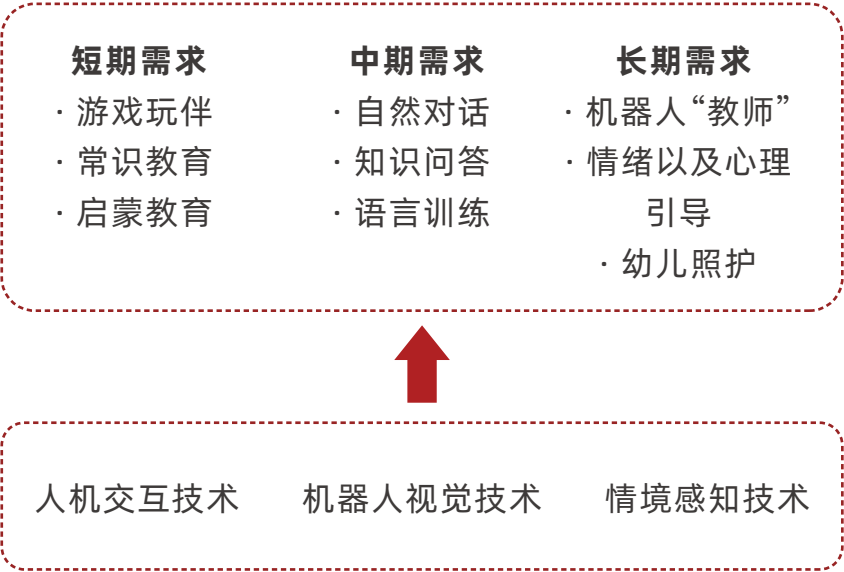 短期需求
· 游戏玩伴
· 常识教育
· 启蒙教育
中期需求
· 自然对话
· 知识问答
· 语言训练
长期需求
· 机器人“教师”
· 情绪以及心理
引导
· 幼儿照护
人机交互技术
机器人视觉技术
情境感知技术